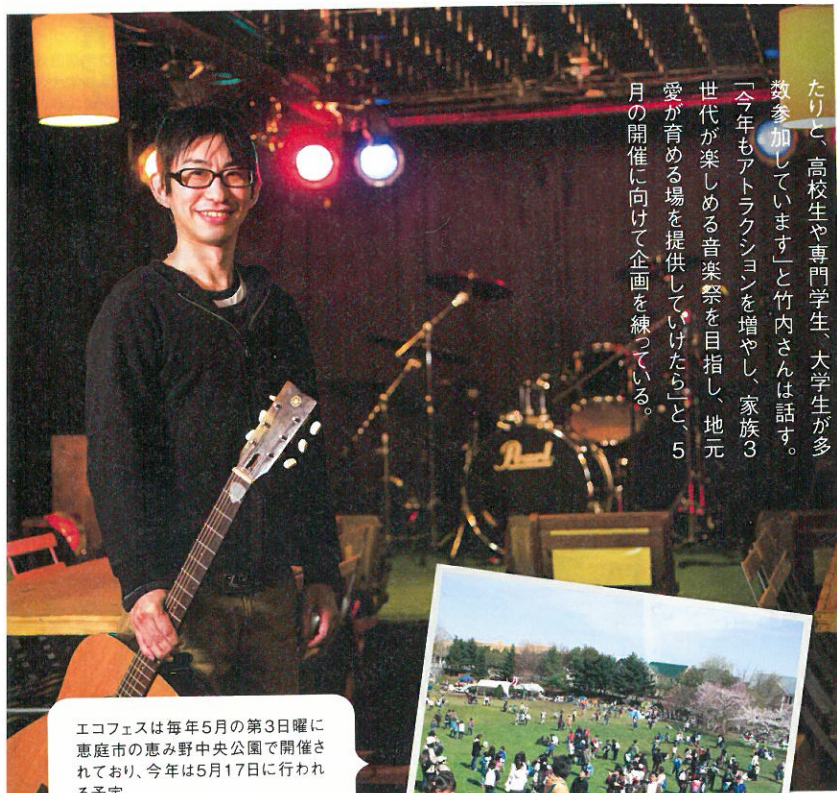 たりと、高校生や専門学生、大学生が多
数参加しています」と竹内さんは話す。
「今年もアトラクションを増やし、家族3
世代が楽しめる音楽祭を目指し、地元
愛が育める場を提供していけたら」と、5
月の開催に向けて企画を練っている。
Pearl
エコフェスは毎年5月の第3日曜に
恵庭市の恵み野中央公園で開催さ
れており、今年は5月17日に行われ
る予定